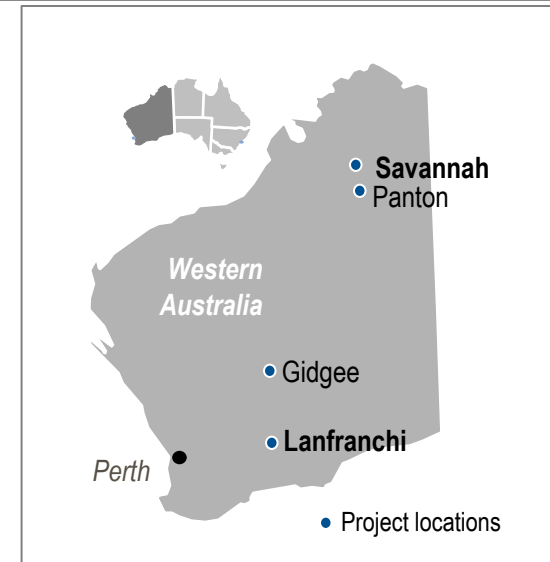 Savannah
Panton
Western
Australia
Gidgee
Lanfranchi
Perth
Project locations